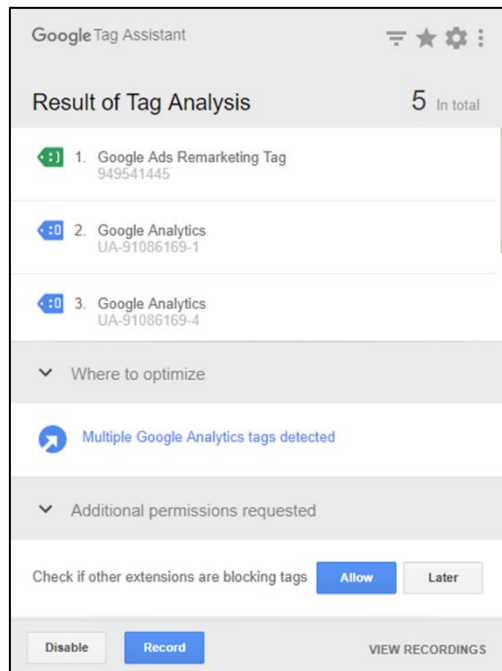 Google Tag Assistant
Result of Tag Analysis 5 In total
1. Google Ads Remarketing Tag
949541445
2. Google Analytics
UA-91086169-1
3. Google Analytics
UA-91086169-4
Where to optimize
Multiple Google Analytics tags detected
Additional permissions requested
Check if other extensions are blocking tags Allow Later
Disable Record VIEW RECORDINGS